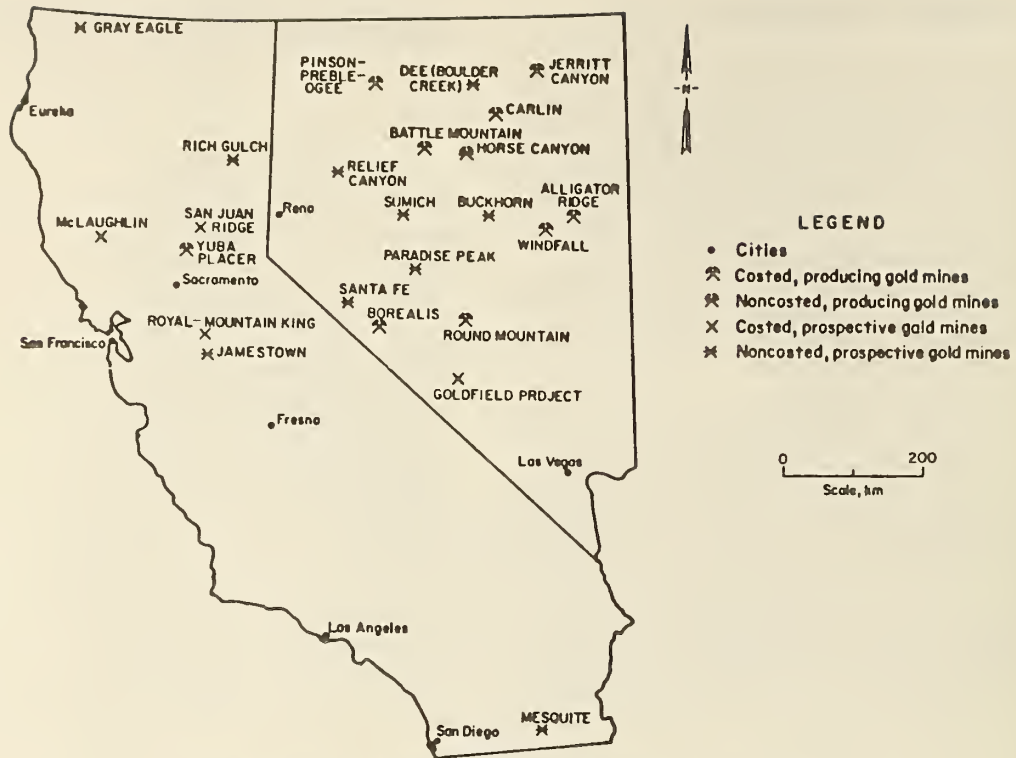 GRAY EAGLE
PINSON-
PREBLE-
OGEE
DEE (BOULDER
CREEK)
JERRITT
CANYON
Eureka
CARLIN
BATTLE MOUNTAIN
HORSE CANYON
RICH GULCH
RELIEF
CANYON
ALLIGATOR
RIDGE
SUMICH
BUCKHORN
McLAUGHLIN
SAN JUAN
RIDGE
Reno
WINDFALL
YUBA
PLACER
PARADISE PEAK
Sacramento
SANTA FE
BOREALIS
ROUND MOUNTAIN
ROYAL-MOUNTAIN KING
San Francisco
JAMESTOWN
GOLDFIELD PROJECT
Fresno
Las Vegas
Los Angeles
MESQUITE
San Diego
-N-
LEGEND
Cities
Costed, producing gold mines
Noncosted, producing gold mines
Costed, prospective gold mines
Noncosted, prospective gold mines
0 200
Scale, km